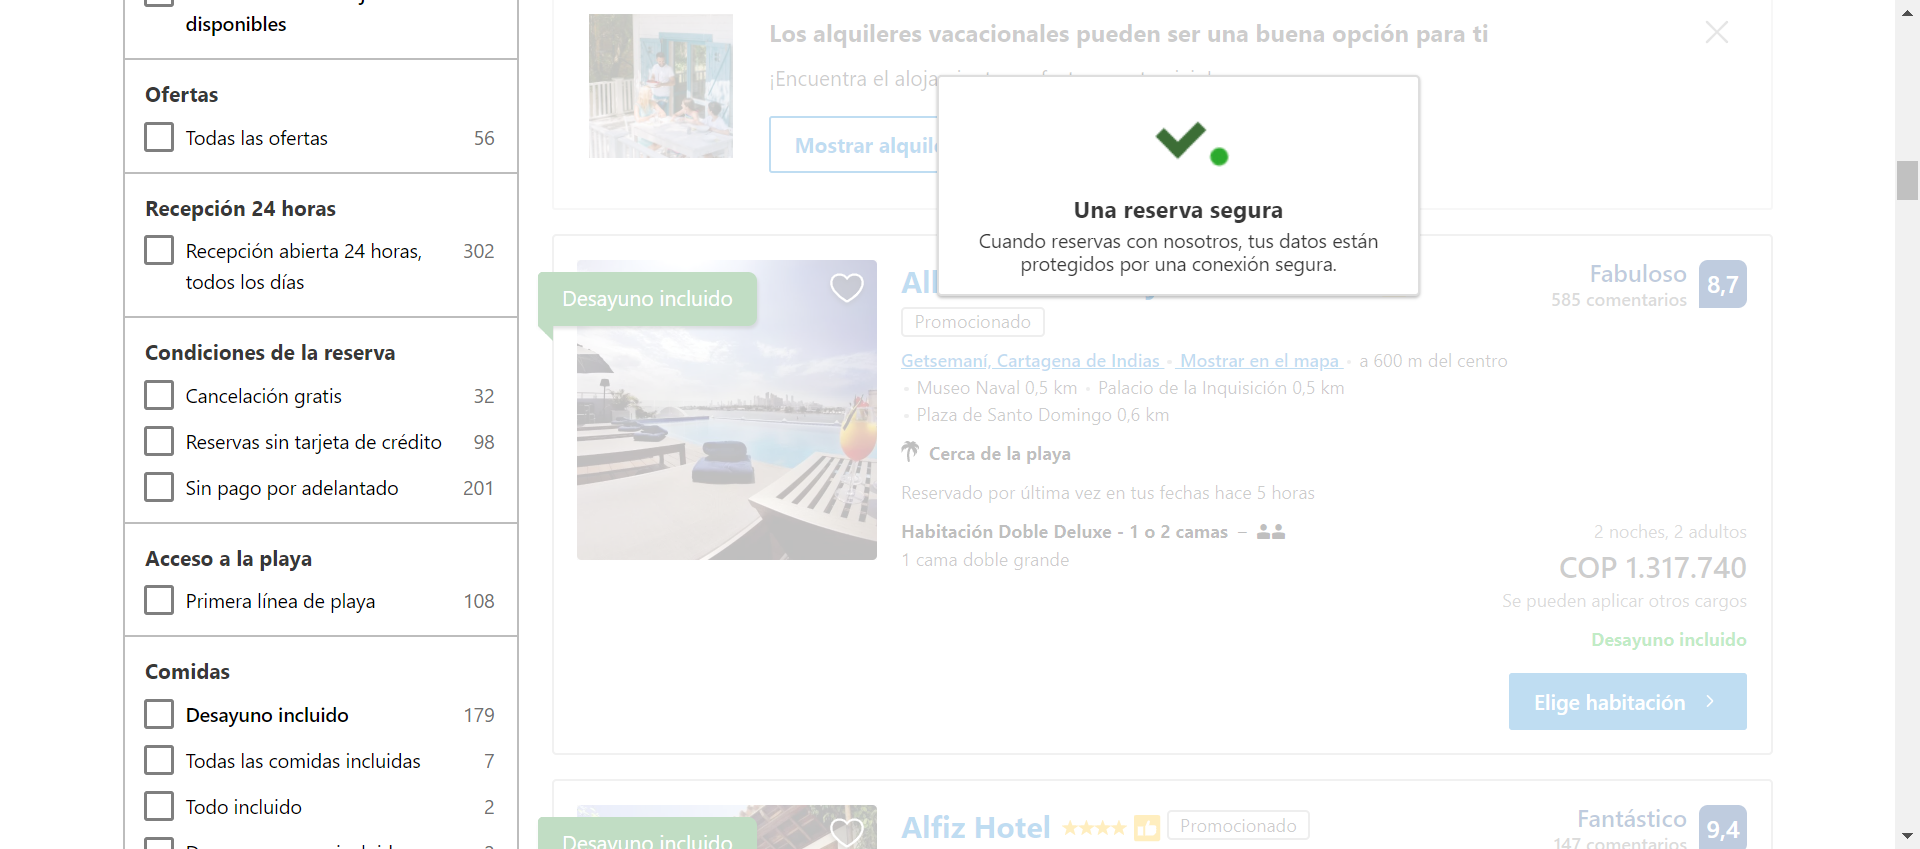 disponibles
Ofertas
Todas las ofertas 56
Recepción 24 horas
Recepción abierta 24 horas, 302
todos los días
Condiciones de la reserva
Cancelación gratis 32
Reservas sin tarjeta de crédito 98
Sin pago por adelantado 201
Acceso a la playa
Primera línea de playa 108
Comidas
Desayuno incluido 179
Todas las comidas incluidas 7
Todo incluido 2
Los alquileres vacacionales pueden ser una buena opción para ti
¡Encuentra el
Mostrar
Una reserva segura
Cuando reservas con nosotros, tus datos están
protegidos por una conexión segura.
Desayuno incluido
Fabuloso 8,7
585 comentarios
Promocionado
Getsemaní, Cartagena de Indias • Mostrar en el mapa • a 600 m del centro
• Museo Naval 0,5 km • Palacio de la Inquisición 0,5 km
• Plaza de Santo Domingo 0,6 km
Cerca de la playa
Reservado por última vez en tus fechas hace 5 horas
Habitación Doble Deluxe - 1 o 2 camas –
1 cama doble grande
2 noches, 2 adultos
COP 1.317.740
Se pueden aplicar otros cargos
Desayuno incluido
Elige habitación
Desayuno incluido
Alfiz Hotel Promocionado
Fantástico 9,4
147 comentarios